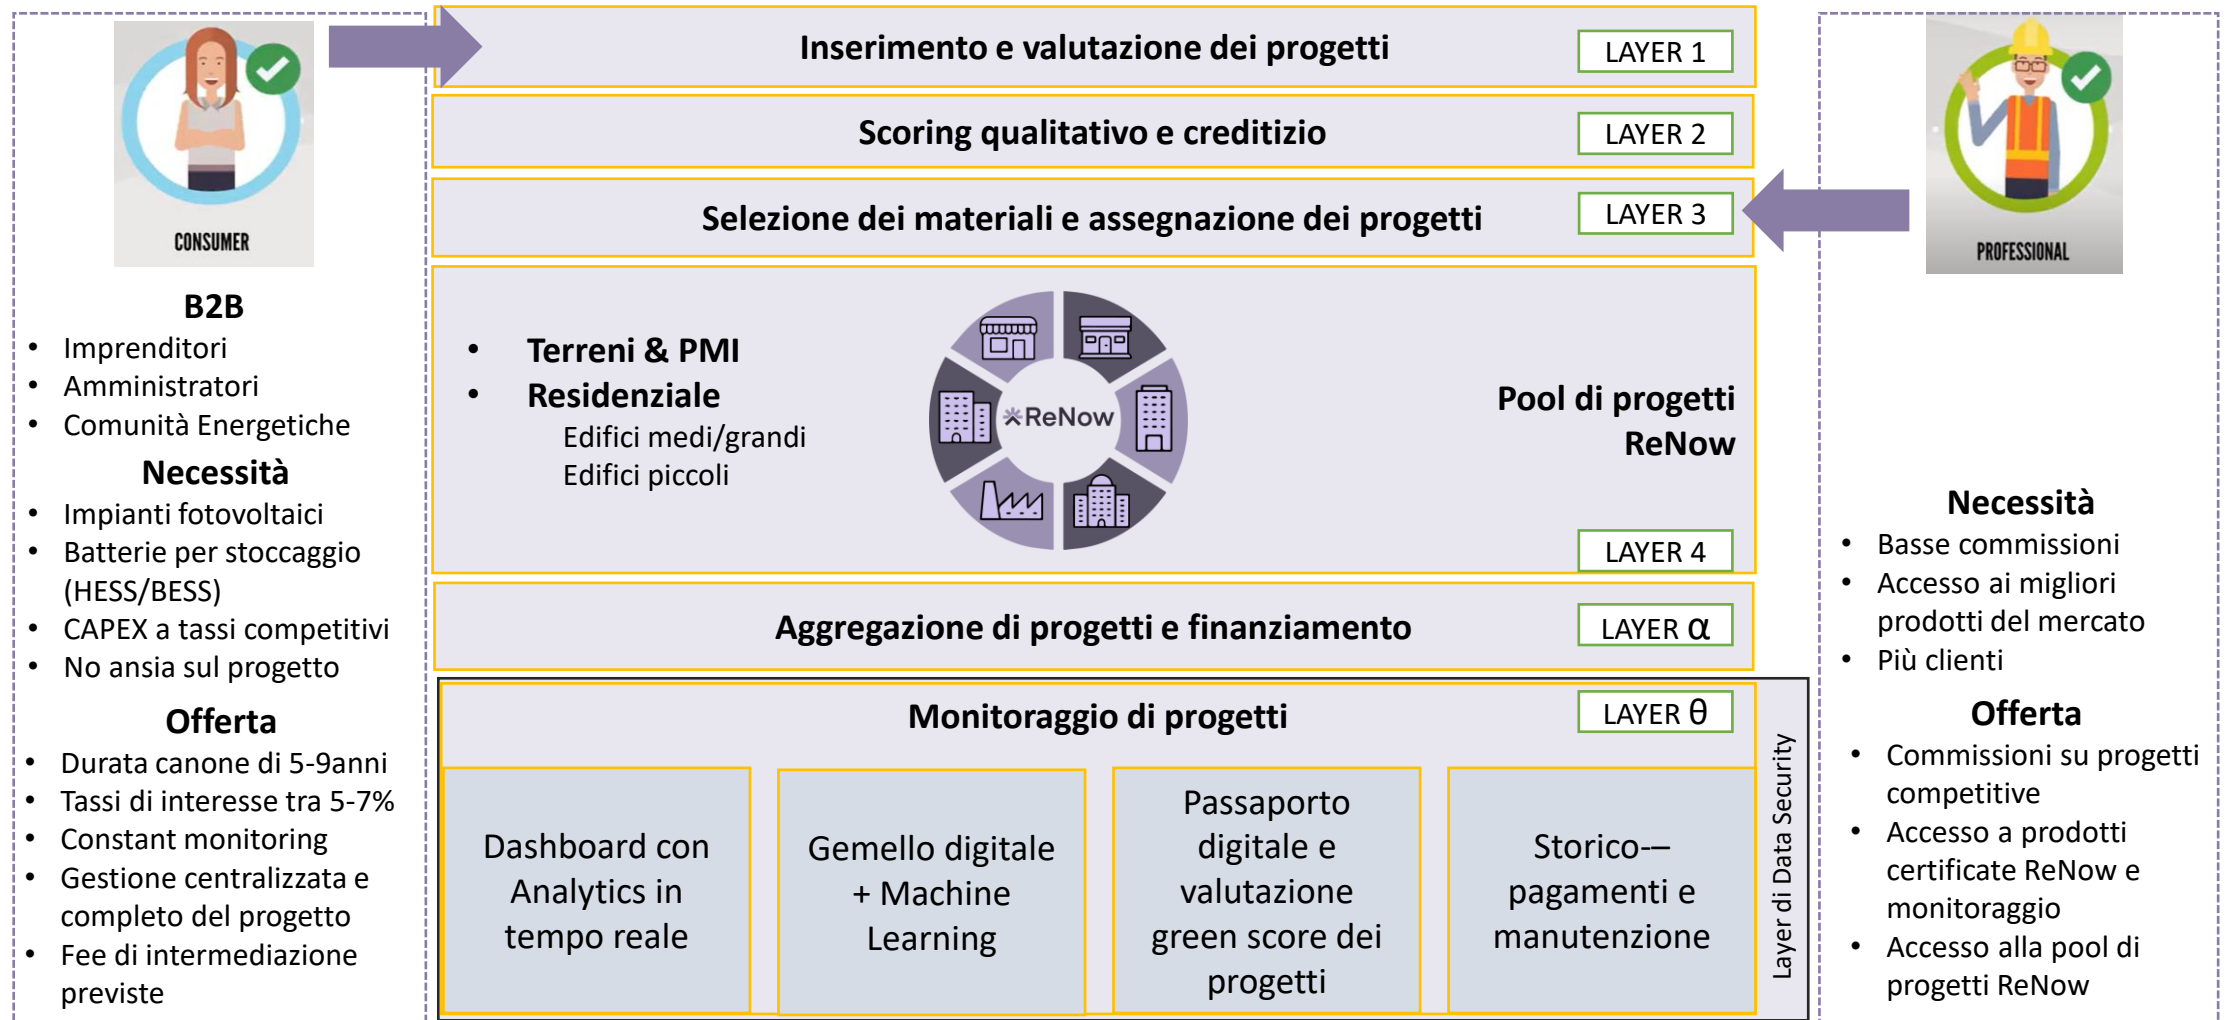 CONSUMER
B2B
• Imprenditori
• Amministratori
• Comunità Energetiche
Necessità
• Impianti fotovoltaici
• Batterie per stoccaggio
(HESS/BESS)
• CAPEX a tassi competitivi
• No ansia sul progetto
Offerta
• Durata canone di 5-9anni
• Tassi di interesse tra 5-7%
• Constant monitoring
• Gestione centralizzata e
completo del progetto
• Fee di intermediazione
previste
Inserimento e valutazione dei progetti
LAYER 1
Scoring qualitativo e creditizio
LAYER 2
Selezione dei materiali e assegnazione dei progetti
LAYER 3
• Terreni & PMI
• Residenziale
Edifici medi/grandi
Edifici piccoli
ReNow
Pool di progetti
ReNow
LAYER 4
Aggregazione di progetti e finanziamento
LAYER α
Monitoraggio di progetti
LAYER θ
Dashboard con
Analytics in
tempo reale
Gemello digitale
+ Machine
Learning
Passaporto
digitale e
valutazione
green score dei
progetti
Storico-–
pagamenti e
manutenzione
Layer di Data Security
PROFESSIONAL
Necessità
• Basse commissioni
• Accesso ai migliori
prodotti del mercato
• Più clienti
Offerta
• Commissioni su progetti
competitive
• Accesso a prodotti
certificate ReNow e
monitoraggio
• Accesso alla pool di
progetti ReNow